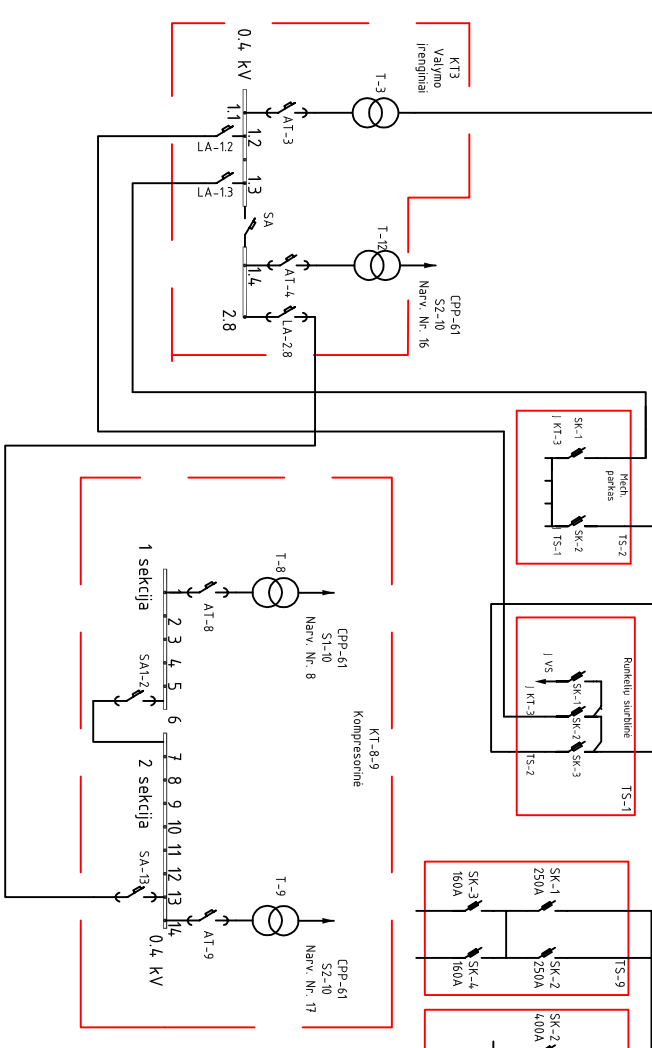 KT3
Valymo
įrenginiai
0.4 kV
T-3
AT-3
1.1
1.2
LA-1.2
1.3
LA-1.3
SA
T-12
AT-4
1.4
2.8
LA-2.8
CPP-61
S2-10
Narv. Nr. 16
Mech.
parkas
SK-1
Į KT-3
SK-2
TS-1
TS-2
Runkelių siurblinė
Į VS
SK-1
Į KT-3
SK-2
SK-3
TS-2
TS-1
KT-8-9
Kompresorinė
1 sekcija
T-8
AT-8
CPP-61
S1-10
Narv. Nr. 8
1
2
3
4
5
6
SA1-2
7
8
9
10
11
12
13
14
2 sekcija
SA-13
0.4 kV
T-9
AT-9
CPP-61
S2-10
Narv. Nr. 17
SK-1
250A
SK-3
160A
SK-2
250A
SK-4
160A
TS-9
SK-2
400A